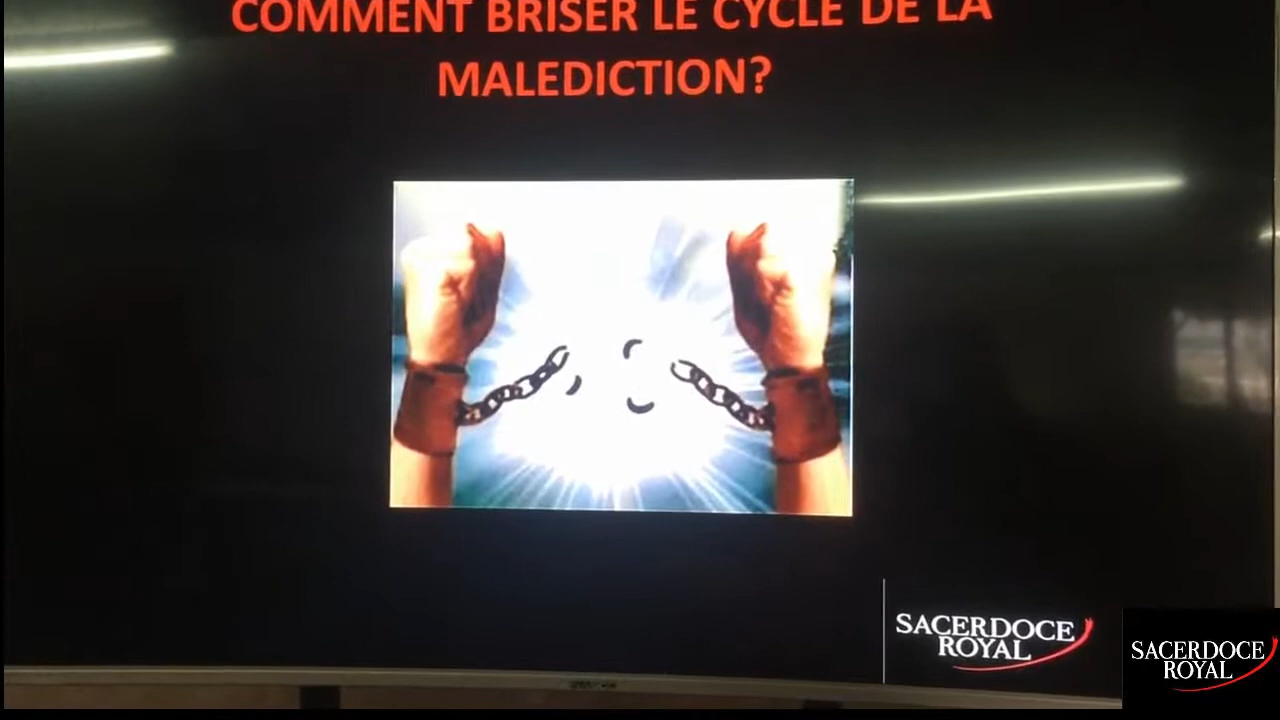 COMMENT BRISER LE CYCLE DE LA
MALEDICTION?
SACERDOCE
ROYAL
SACERDOCE
ROYAL